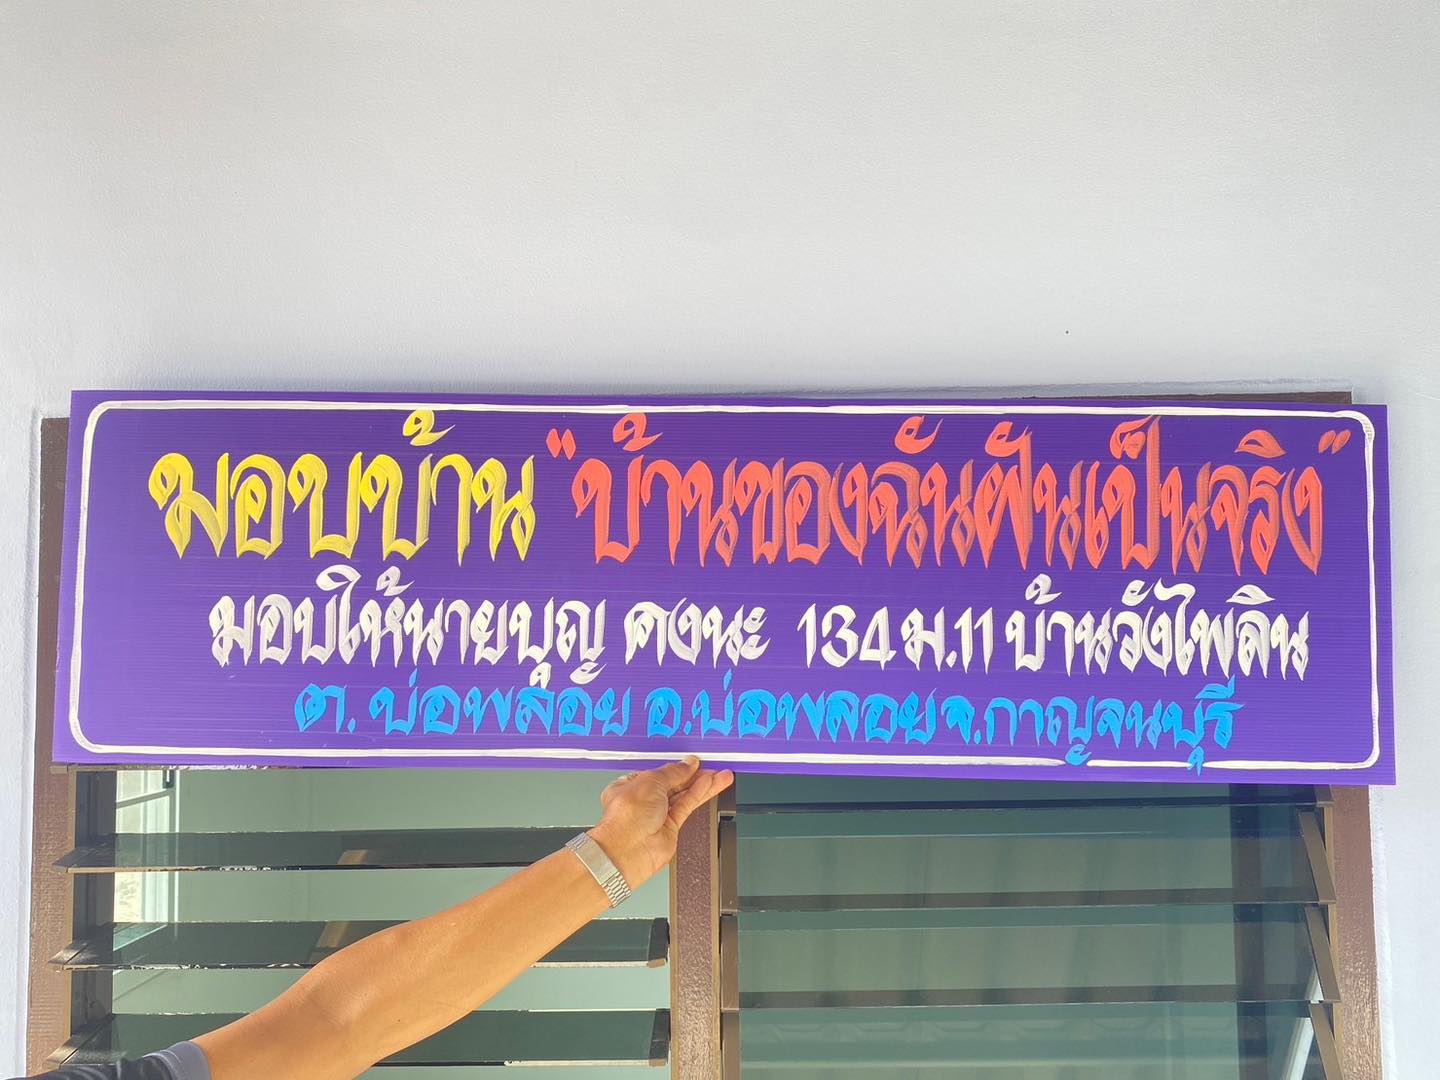 มอบบ้าน "บ้านของฉันฝันเป็นจริง"
มอบให้นายบุญ คงนะ 134 ม.11 บ้านวังไพลิน
ต. บ่อพลอย อ.บ่อพลอย จ.กาญจนบุรี